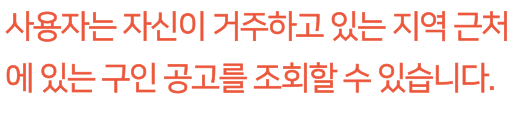 사용자는 자신이 거주하고 있는 지역 근처
에 있는 구인 공고를 조회할 수 있습니다.